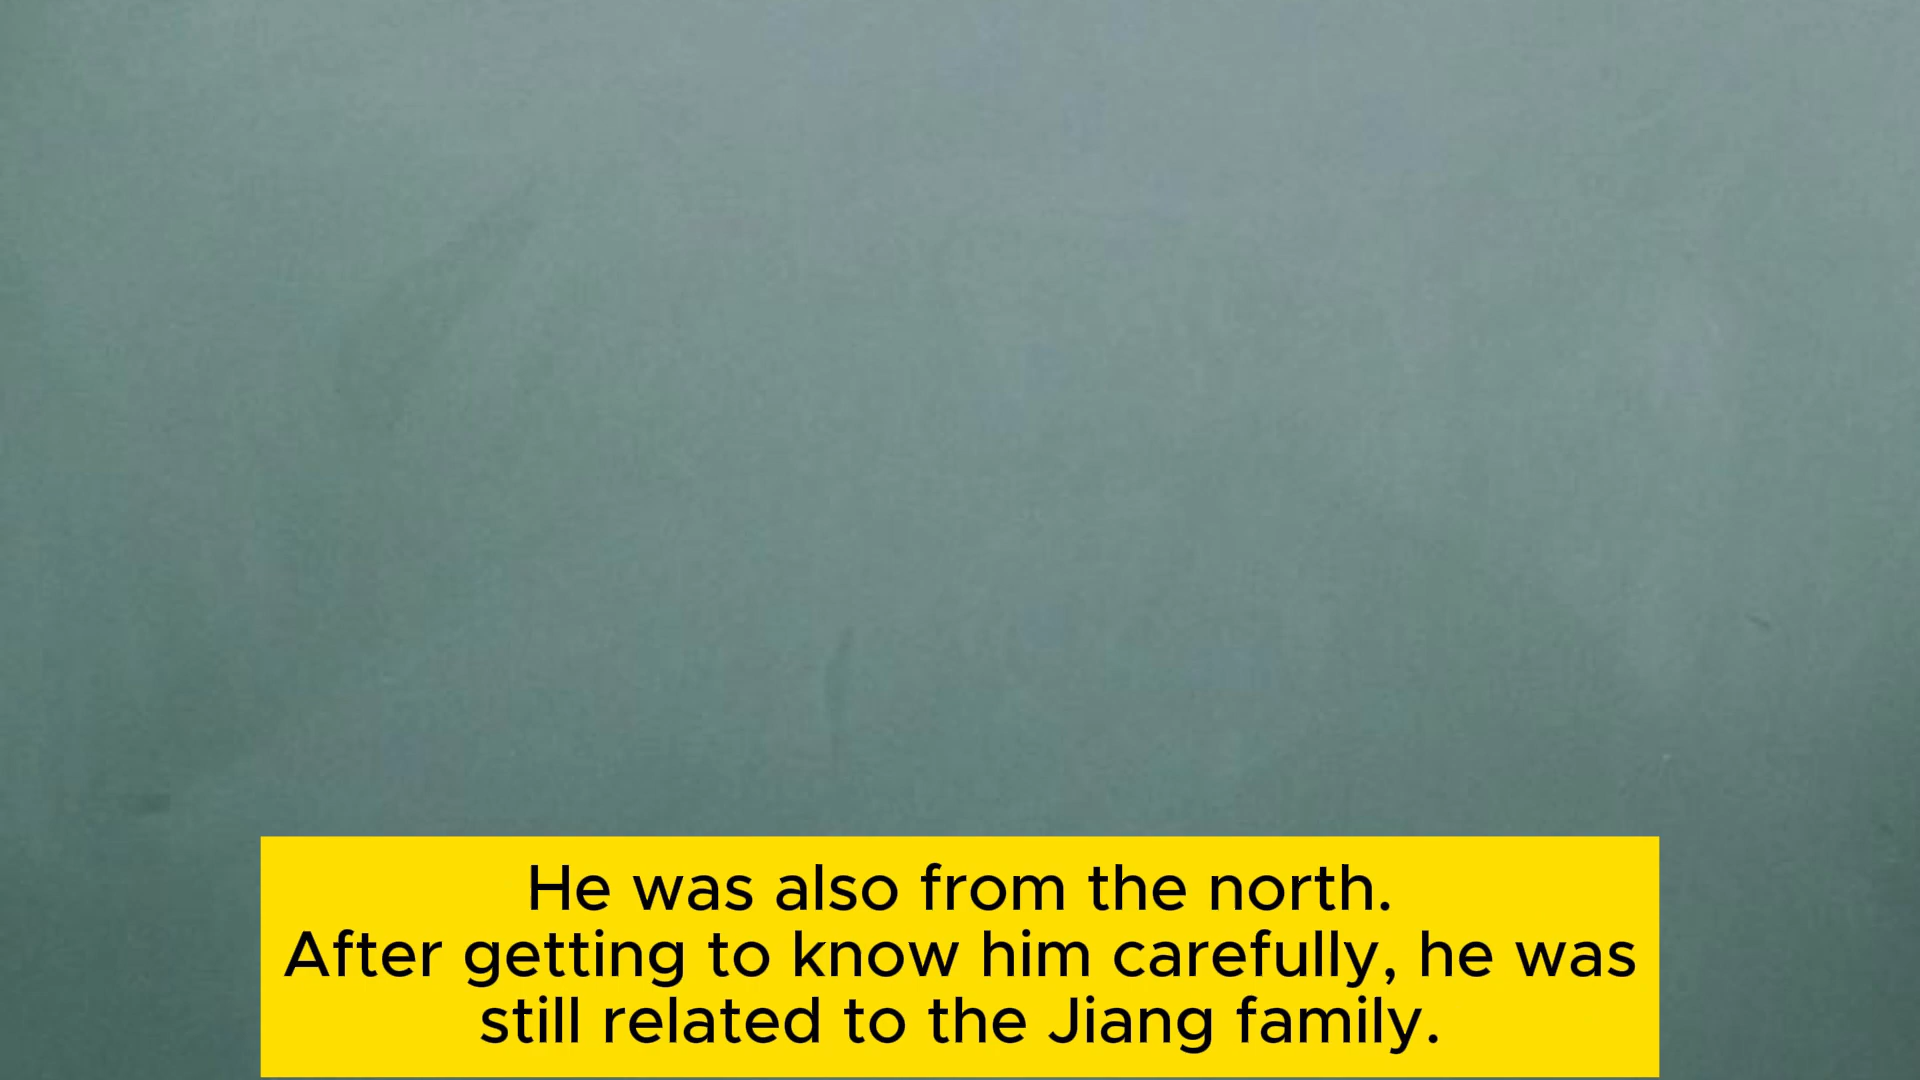 He was also from the north.
After getting to know him carefully, he was
still related to the Jiang family.